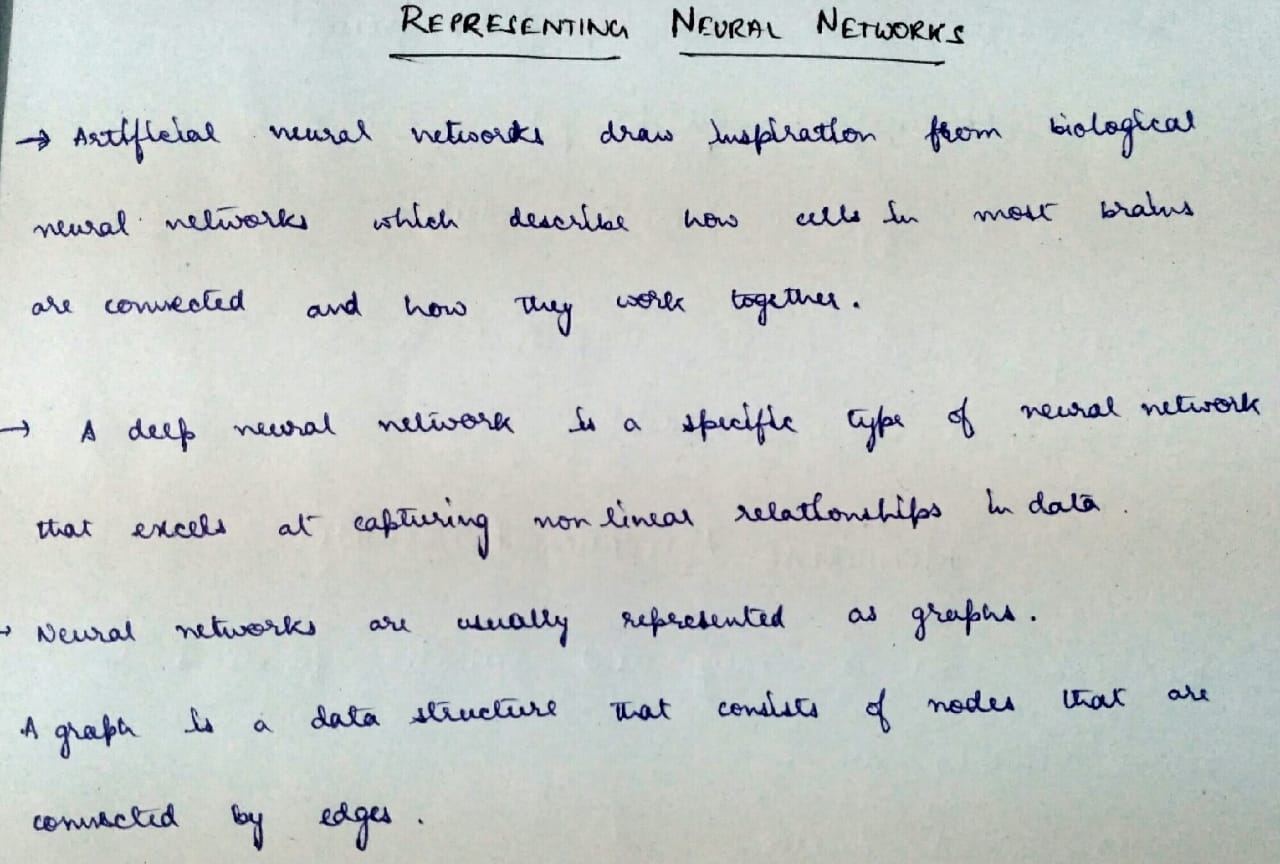 REPRESENTING NEURAL NETWORKS
→ Artificial neural networks draw inspiration from biological
neural networks which describe how cells in most brains
are connected and how they work together.
→ A deep neural network is a specific type of neural network
that excels at capturing non linear relationships in data.
→ Neural networks are usually represented as graphs.
A graph is a data structure that consists of nodes that are
connected by edges.